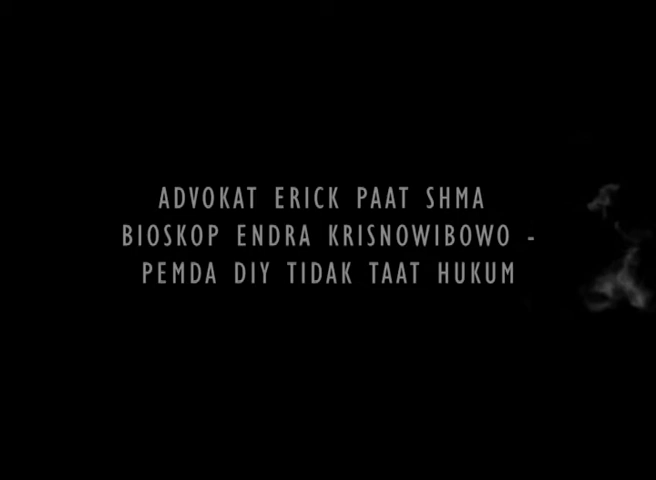 ADVOKAT ERICK PAAT SHMA
BIOSKOP ENDRA KRISNOWIBOWO -
PEMDA DIY TIDAK TAAT HUKUM